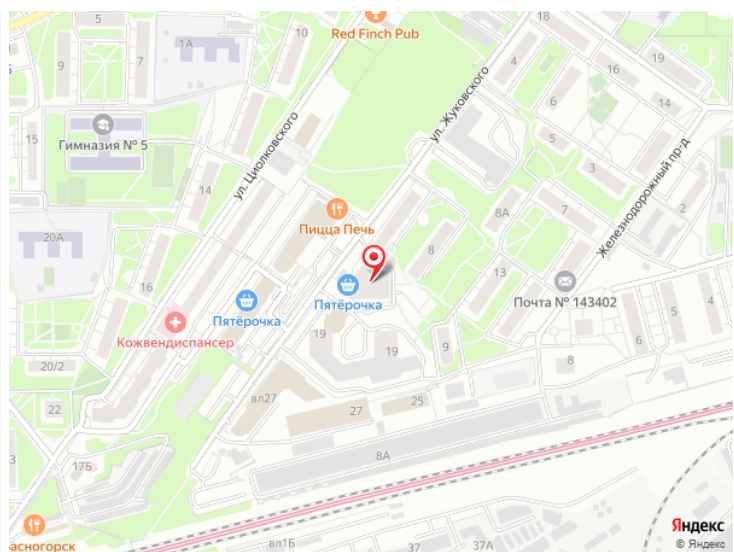 Red Finch Pub
18
10
1А
9
7
4
16
5
16
19
14
ул. Жуковского
5
6
Гимназия № 5
15
ул. Циолковского
3
14
8А
2
Железнодорожный пр-д
Пицца Печь
20А
8
13
16
Почта № 143402
Пятёрочка
Пятёрочка
4
5
Кожвендиспансер
19
19
9
6
20/2
8
вл27
25
22
27
3
17Б
8А
Яндекс
асногорск
вл1Б
37
37А
© Яндекс